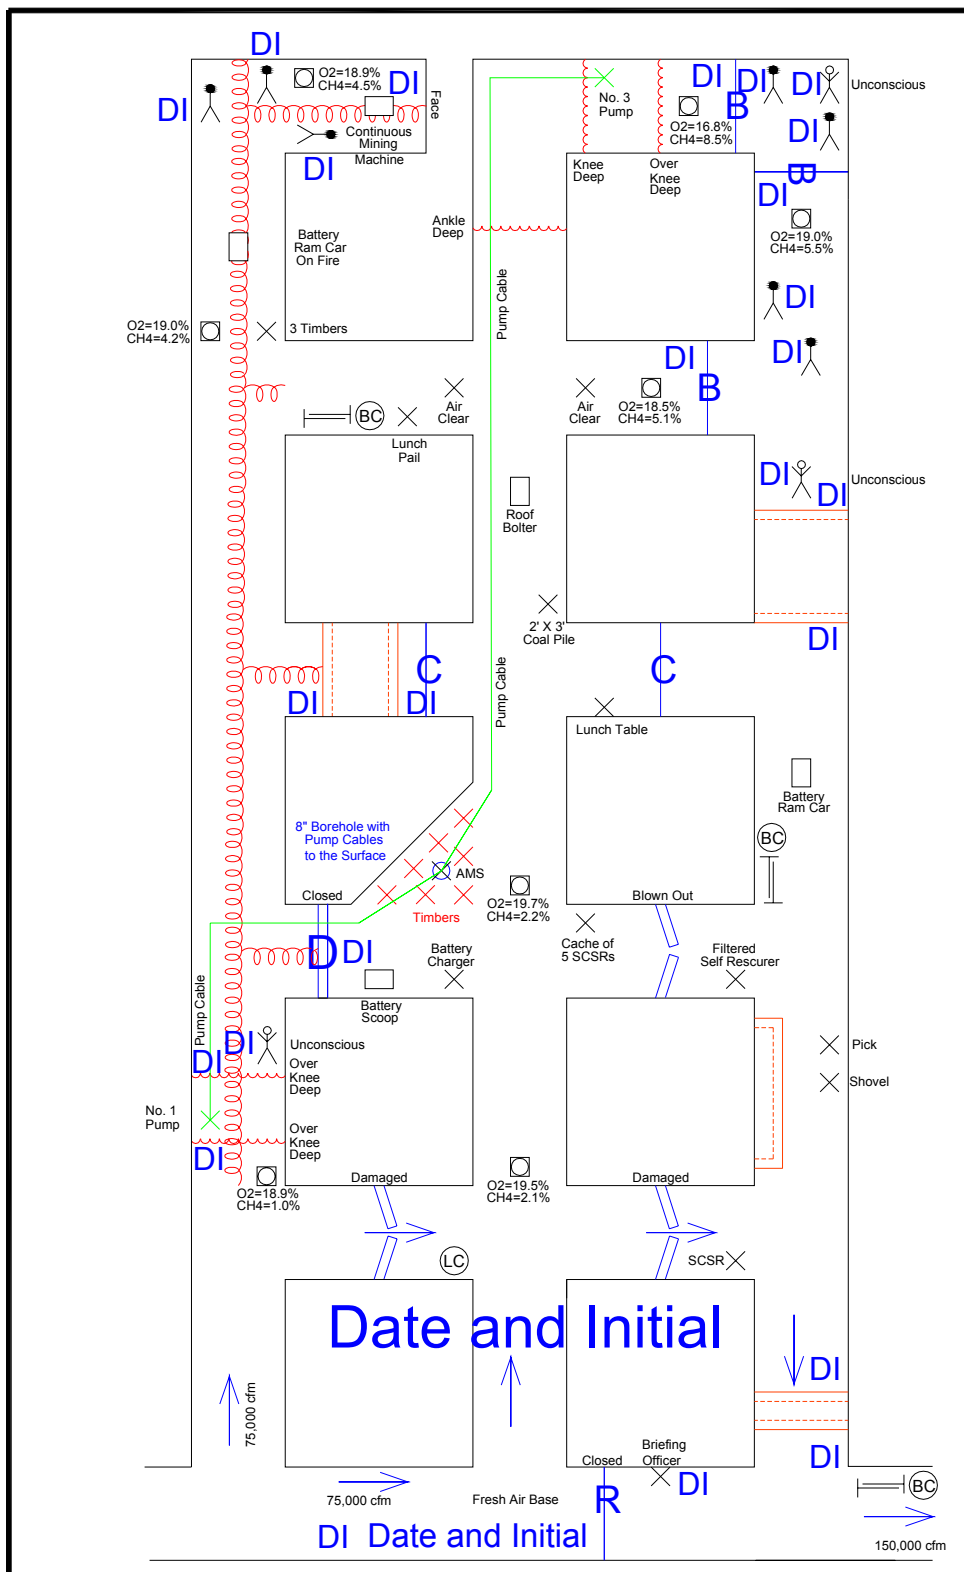 DI
O2=18.9%
CH4=4.5%
DI
DI
Face
Continuous
Mining
Machine
DI
No. 3
Pump
DI
B
O2=16.8%
CH4=8.5%
DI
DI
Unconscious
DI
B
DI
Knee
Deep
Over
Knee
Deep
O2=19.0%
CH4=5.5%
Ankle
Deep
Battery
Ram Car
On Fire
Pump Cable
DI
O2=19.0%
CH4=4.2%
3 Timbers
DI
DI
B
O2=18.5%
CH4=5.1%
Air
Clear
Air
Clear
BC
Lunch
Pail
DI
DI
Unconscious
Roof
Bolter
2' X 3'
Coal Pile
DI
C
C
DI
DI
Pump Cable
Lunch Table
Battery
Ram Car
8" Borehole with
Pump Cables
to the Surface
BC
AMS
O2=19.7%
CH4=2.2%
Closed
Timbers
Blown Out
D
DI
Battery
Charger
Cache of
5 SCSRs
Filtered
Self Rescurer
Pump Cable
Battery
Scoop
DI
Unconscious
DI
Over
Knee
Deep
Pick
Shovel
No. 1
Pump
Over
Knee
Deep
DI
Damaged
O2=18.9%
CH4=1.0%
O2=19.5%
CH4=2.1%
Damaged
LC
SCSR
Date and Initial
DI
75,000 cfm
DI
Closed
Briefing
Officer
DI
R
75,000 cfm
Fresh Air Base
BC
DI Date and Initial
150,000 cfm